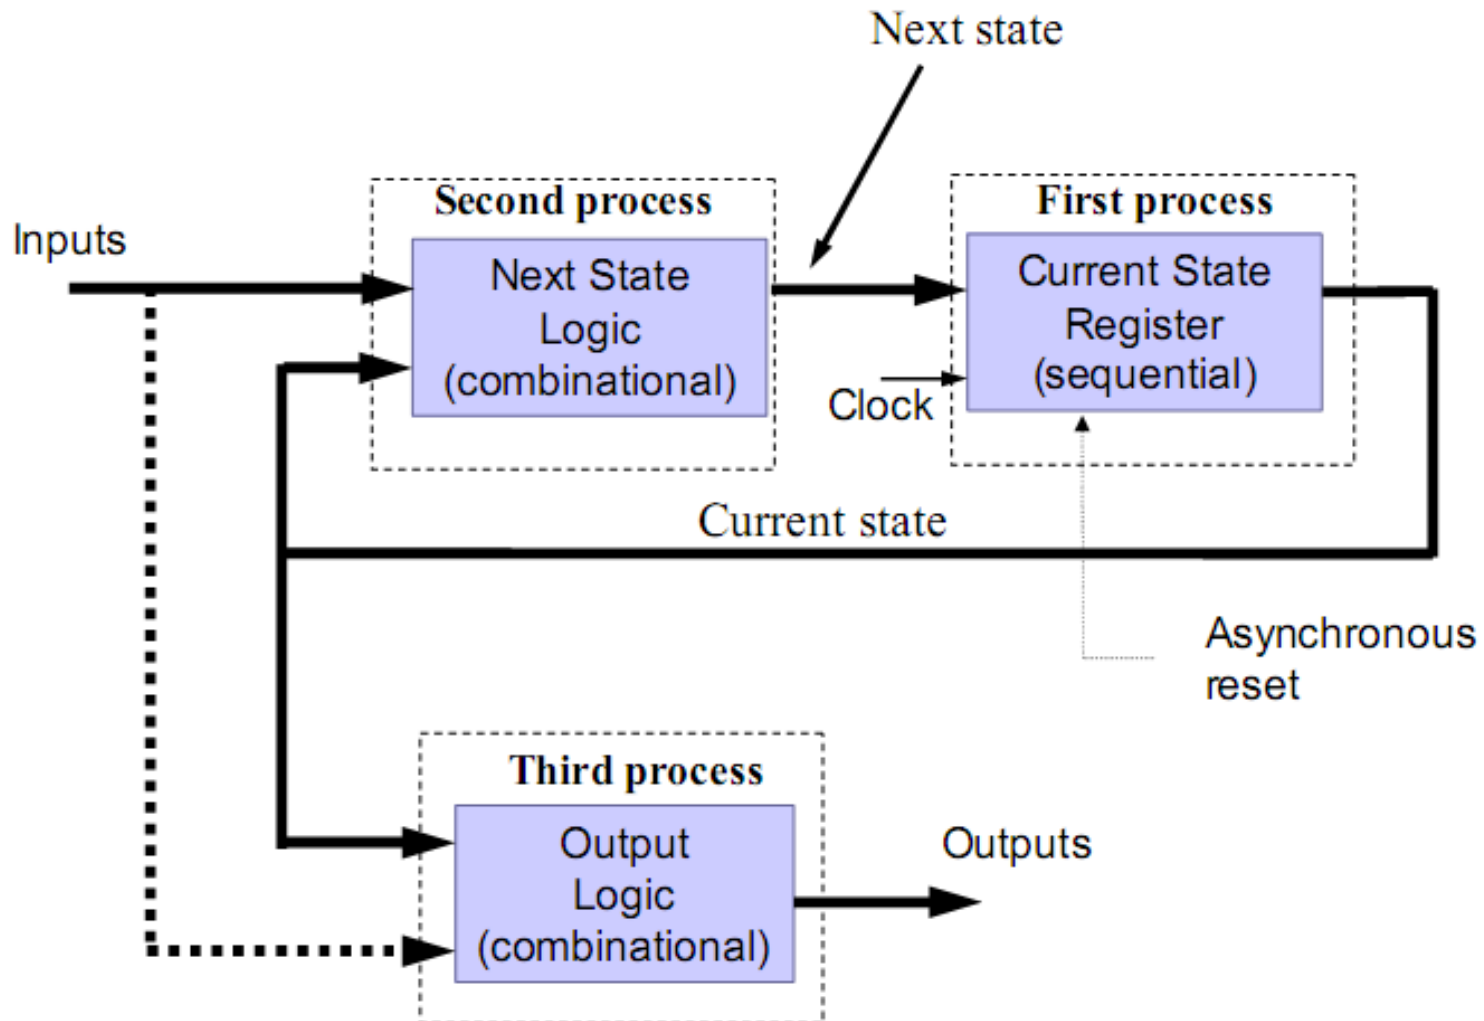 Next state
Second process
First process
Inputs
Next State
Logic
(combinational)
Current State
Register
(sequential)
Clock
Current state
Asynchronous
reset
Third process
Output
Logic
(combinational)
Outputs